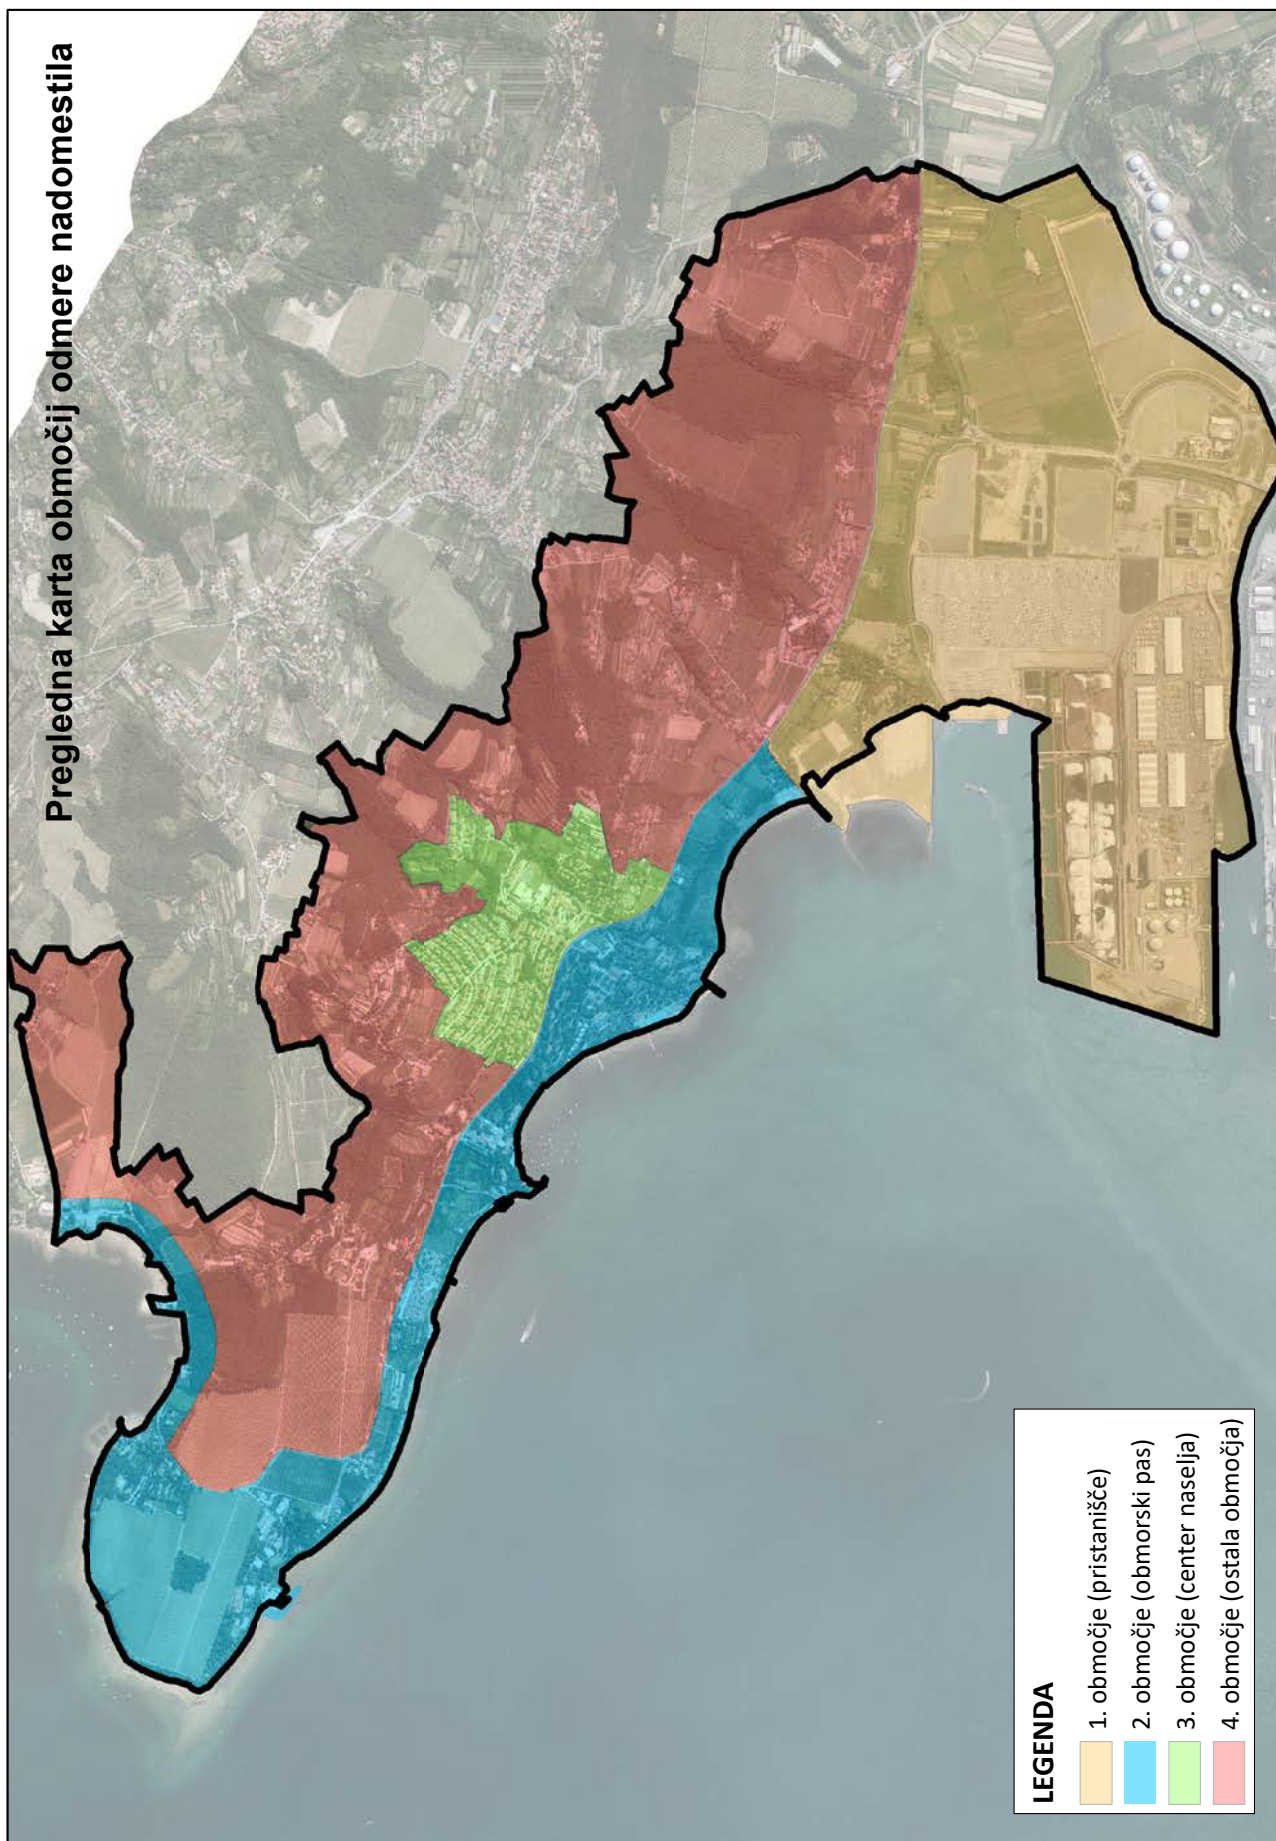 Pregledna karta območij odmere nadomestila
LEGENDA
1. območje (pristanišče)
2. območje (obmorski pas)
3. območje (center naselja)
4. območje (ostala območja)